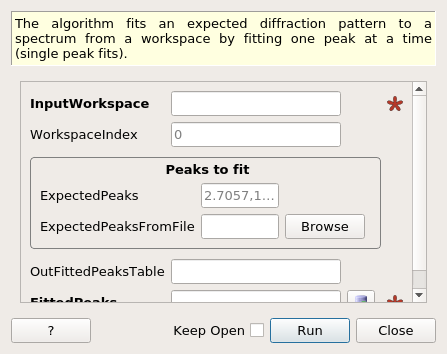 The algorithm fits an expected diffraction pattern to a
spectrum from a workspace by fitting one peak at a time
(single peak fits).
InputWorkspace
WorkspaceIndex 0
Peaks to fit
ExpectedPeaks 2.7057,1...
ExpectedPeaksFromFile Browse
OutFittedPeaksTable
FittedPeaks
? Keep Open Run Close